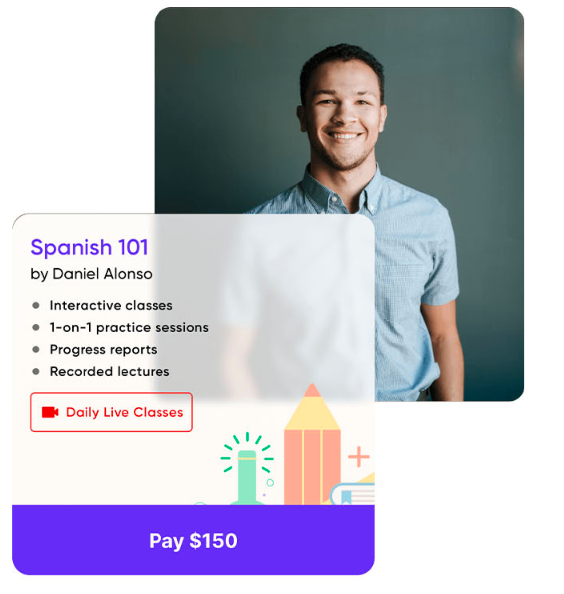 Spanish 101
by Daniel Alonso
Interactive classes
1-on-1 practice sessions
Progress reports
Recorded lectures
Daily Live Classes
Pay $150